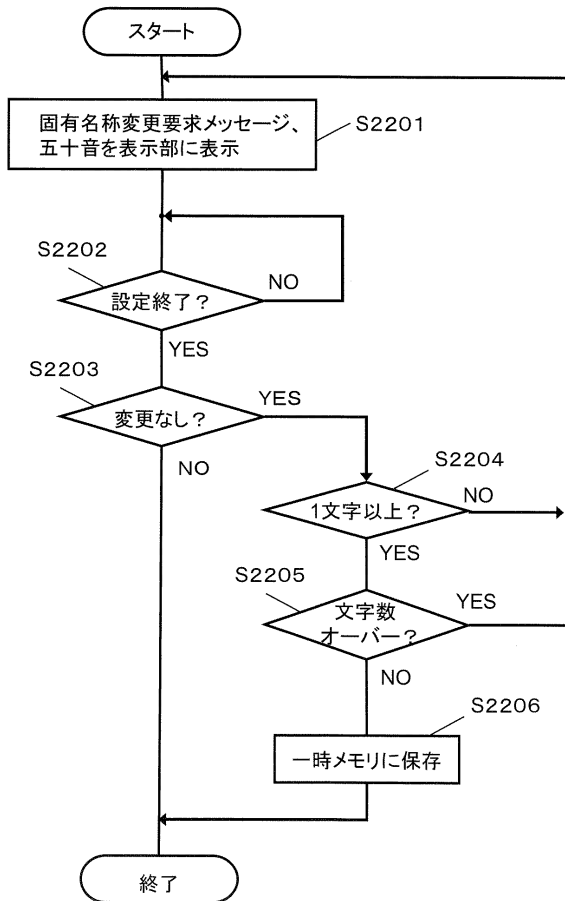 スタート
固有名称変更要求メッセージ、
五十音を表示部に表示
S2201
S2202
設定終了?
NO
YES
S2203
変更なし?
YES
NO
S2204
1文字以上?
NO
YES
S2205
文字数
オーバー?
YES
NO
S2206
一時メモリに保存
終了